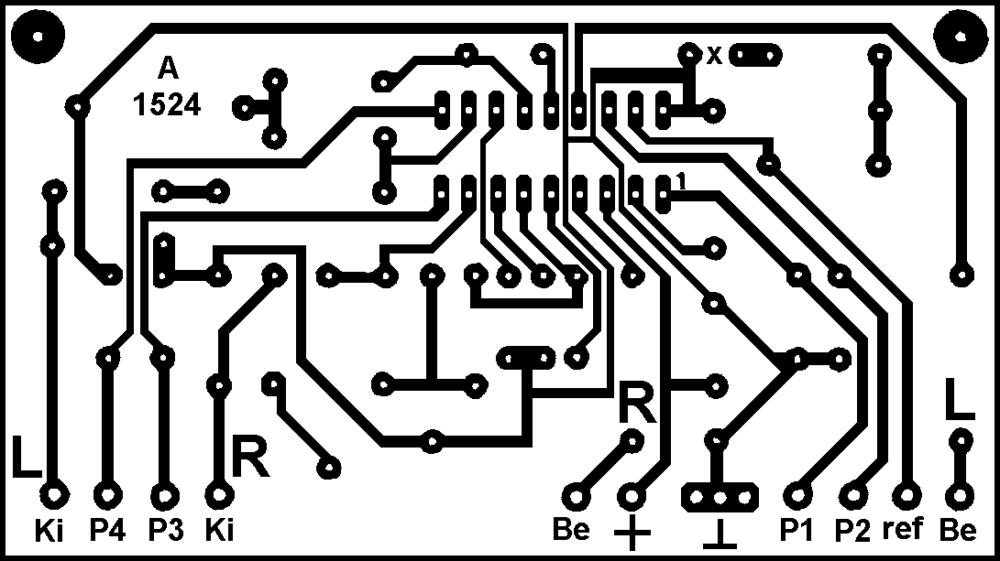 A
1524
X
1
R
L
L
R
Ki P4 P3 Ki Be + ⊥ P1 P2 ref Be